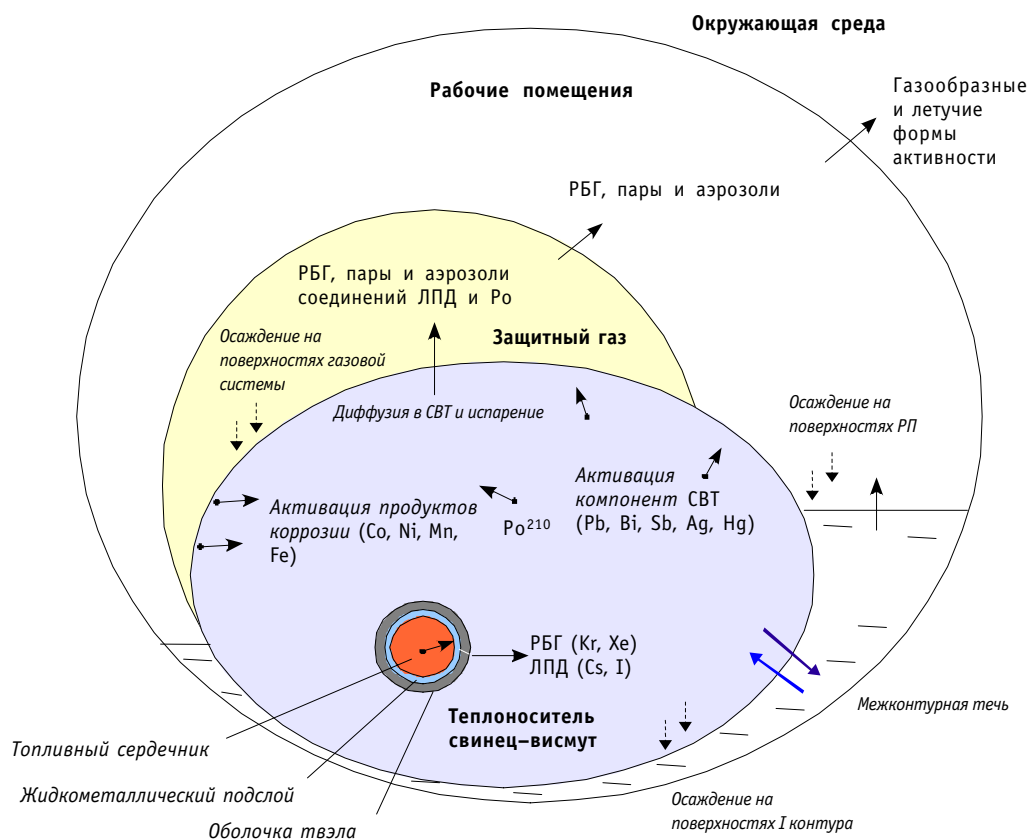 Окружающая среда
Рабочие помещения
Газообразные
и летучие
формы
активности
РБГ, пары и аэрозоли
РБГ, пары и аэрозоли
соединений ЛПД и Ро
Защитный газ
Осаждение на
поверхностях газовой
системы
Диффузия в СВТ и испарение
Осаждение на
поверхностях РП
Активация
компонент СВТ
(Pb, Bi, Sb, Ag, Hg)
Активация продуктов
коррозии (Co, Ni, Mn,
Fe)
Po²¹⁰
РБГ (Kr, Xe)
ЛПД (Cs, I)
Теплоноситель
свинец–висмут
Межконтурная течь
Топливный сердечник
Жидкометаллический подслой
Оболочка твэла
Осаждение на
поверхностях I контура